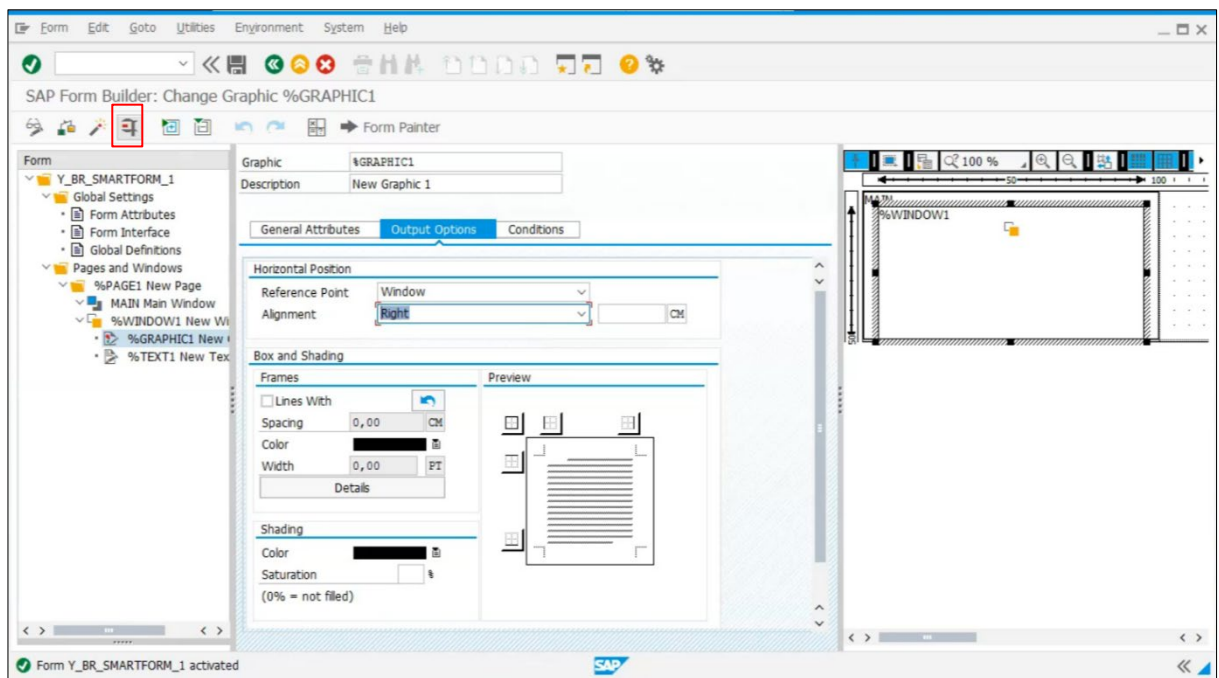 Form Edit Goto Utilities Environment System Help
SAP Form Builder: Change Graphic %GRAPHIC1
Form Painter
Form
Y_BR_SMARTFORM_1
Global Settings
Form Attributes
Form Interface
Global Definitions
Pages and Windows
%PAGE1 New Page
MAIN Main Window
%WINDOW1 New Wi
%GRAPHIC1 New
%TEXT1 New Tex
Graphic %GRAPHIC1
Description New Graphic 1
General Attributes Output Options Conditions
Horizontal Position
Reference Point Window
Alignment Right CM
Box and Shading
Frames Preview
Lines With
Spacing 0,00 CM
Color
Width 0,00 PT
Details
Shading
Color
Saturation %
(0% = not filled)
100 %
50 100
MAIN
%WINDOW1
50
Form Y_BR_SMARTFORM_1 activated SAP